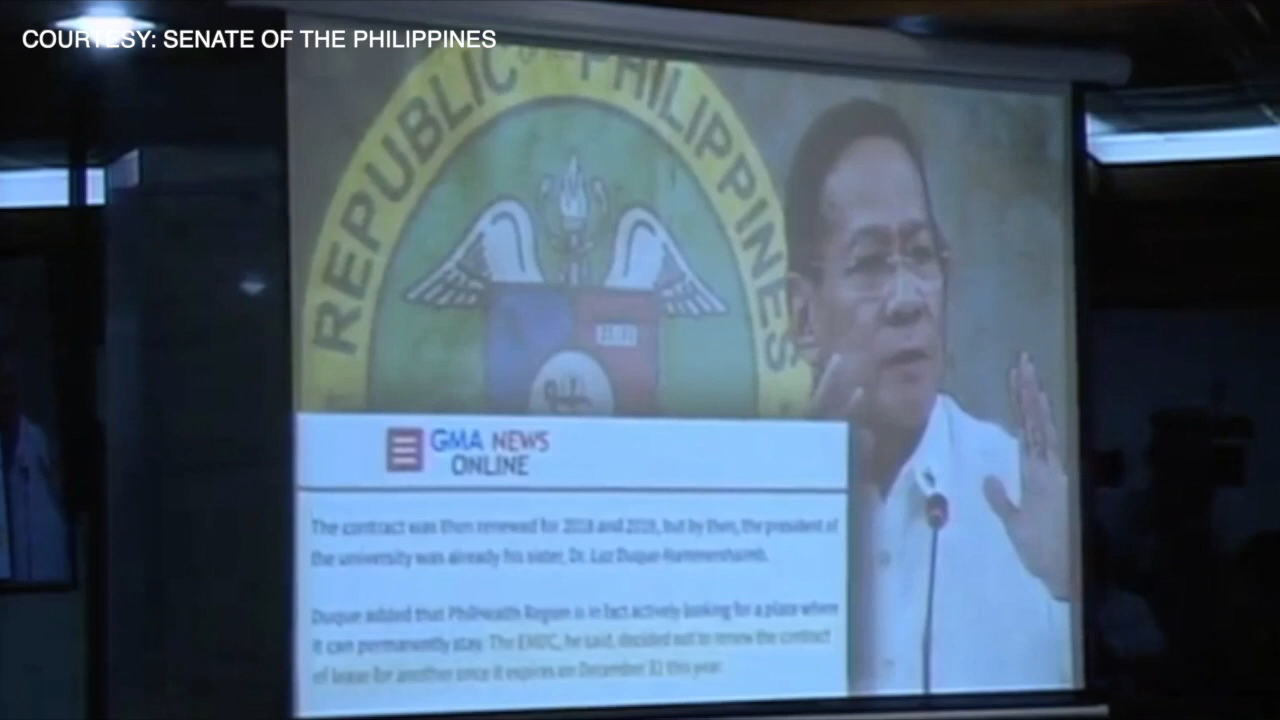 COURTESY: SENATE OF THE PHILIPPINES
REPUBLIC OF THE PHILIPPINES
GMA NEWS
ONLINE
The contract was then renewed for 2018 and 2019, but by then, the president of
the university was already his sister, Dr. Luz Duque-Hammershaimb.
Duque added that PhilHealth Region is in fact actively looking for a place where
it can permanently stay. The EMDC, he said, decided not to renew the contract
of lease for another once it expires on December 31 this year.